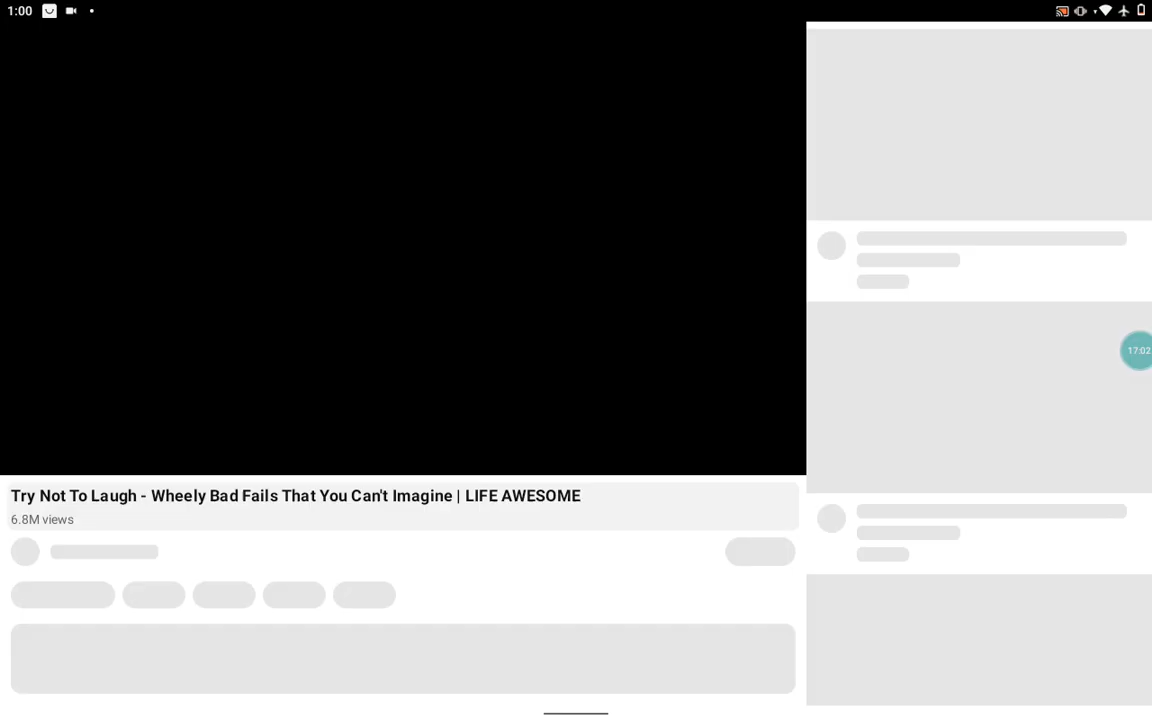 1:00
17:02
Try Not To Laugh - Wheely Bad Fails That You Can't Imagine | LIFE AWESOME
6.8M views